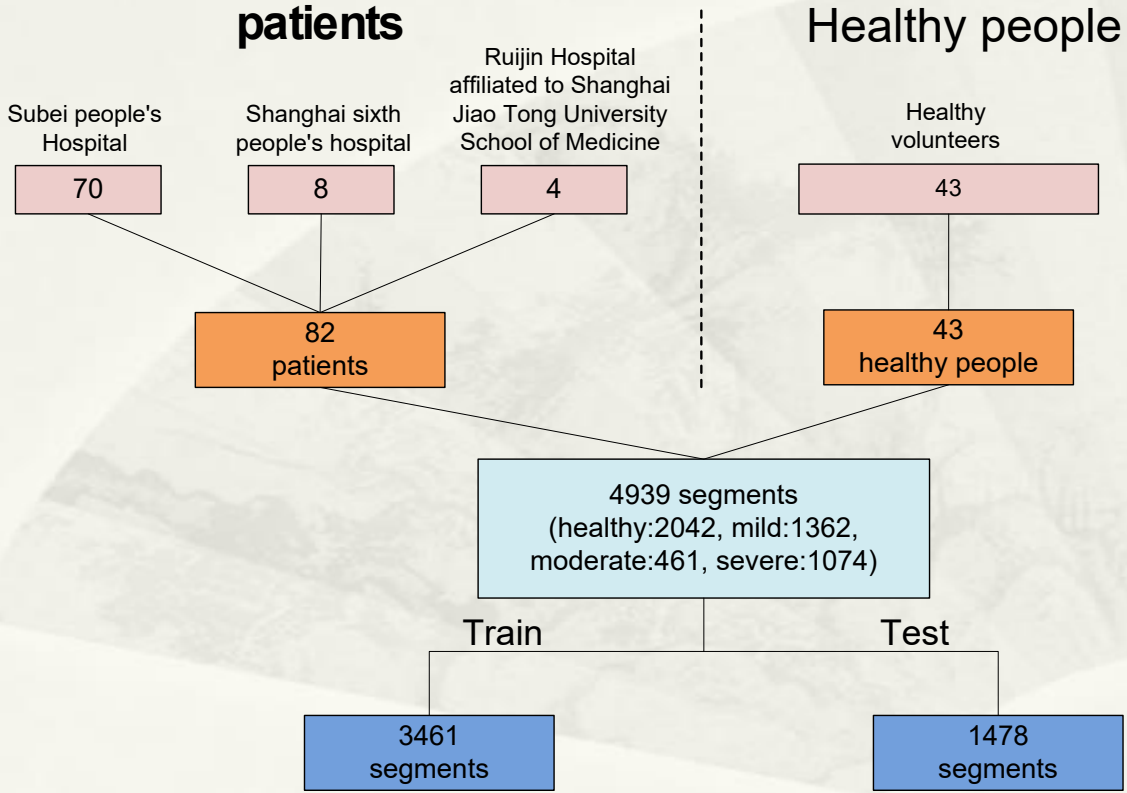 patients
Healthy people
Subei people's
Hospital
70
Shanghai sixth
people's hospital
8
Ruijin Hospital
affiliated to Shanghai
Jiao Tong University
School of Medicine
4
Healthy
volunteers
43
82
patients
43
healthy people
4939 segments
(healthy:2042, mild:1362,
moderate:461, severe:1074)
Train
Test
3461
segments
1478
segments